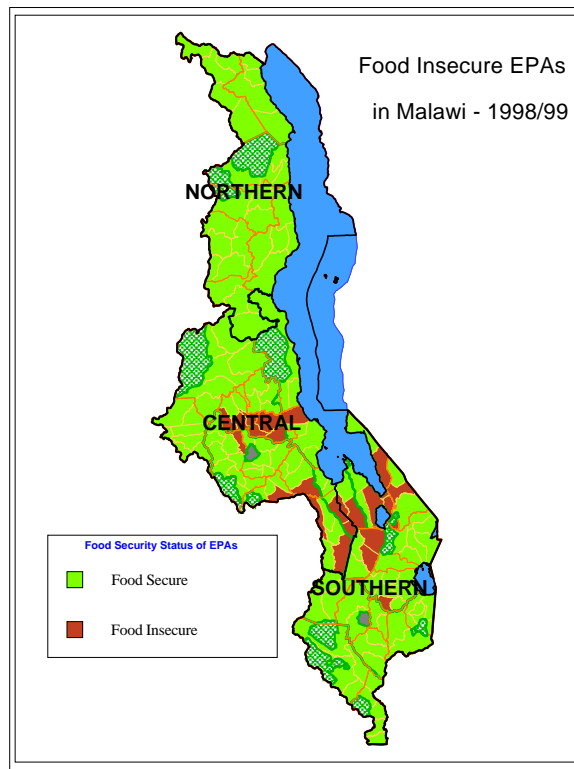 Food Insecure EPAs
in Malawi - 1998/99
NORTHERN
CENTRAL
SOUTHERN
Food Security Status of EPAs
Food Secure
Food Insecure